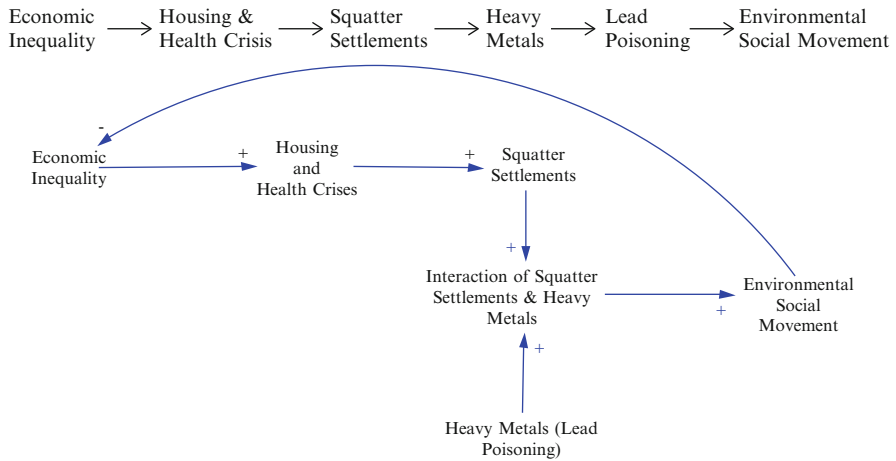 Economic Housing & Squatter Heavy Lead Environmental
Inequality Health Crisis Settlements Metals Poisoning Social Movement
-
+
+
Economic
Inequality
Housing
and
Health Crises
Squatter
Settlements
+
Interaction of Squatter
Settlements & Heavy
Metals
+
Environmental
Social
Movement
+
Heavy Metals (Lead
Poisoning)